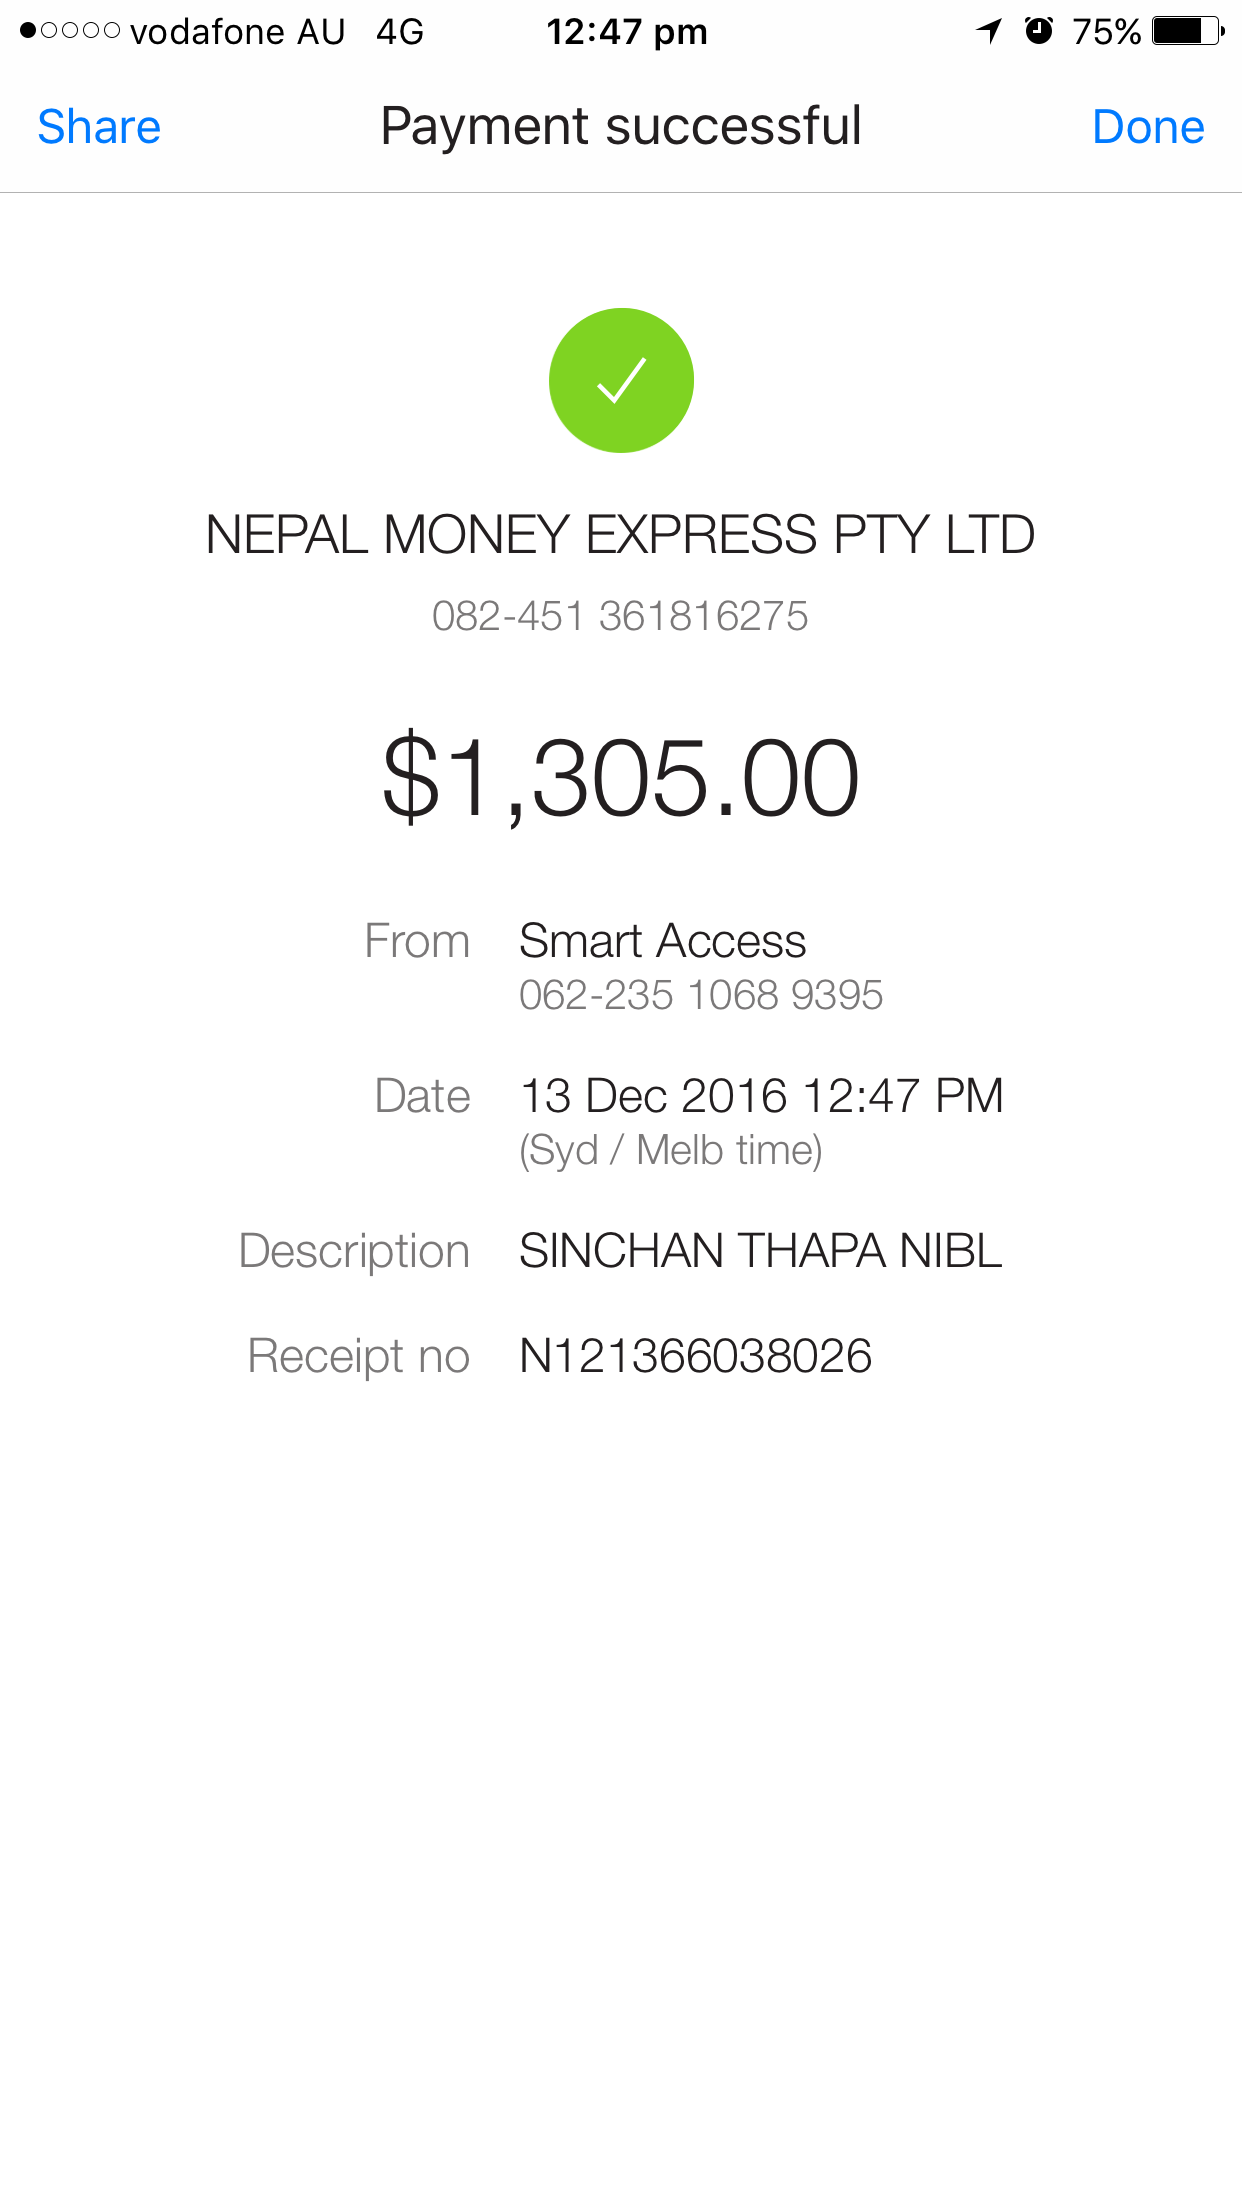 vodafone AU 4G 12:47 pm 75%
Share Payment successful Done
NEPAL MONEY EXPRESS PTY LTD
082-451 361816275
$1,305.00
From Smart Access
062-235 1068 9395
Date 13 Dec 2016 12:47 PM
(Syd / Melb time)
Description SINCHAN THAPA NIBL
Receipt no N121366038026